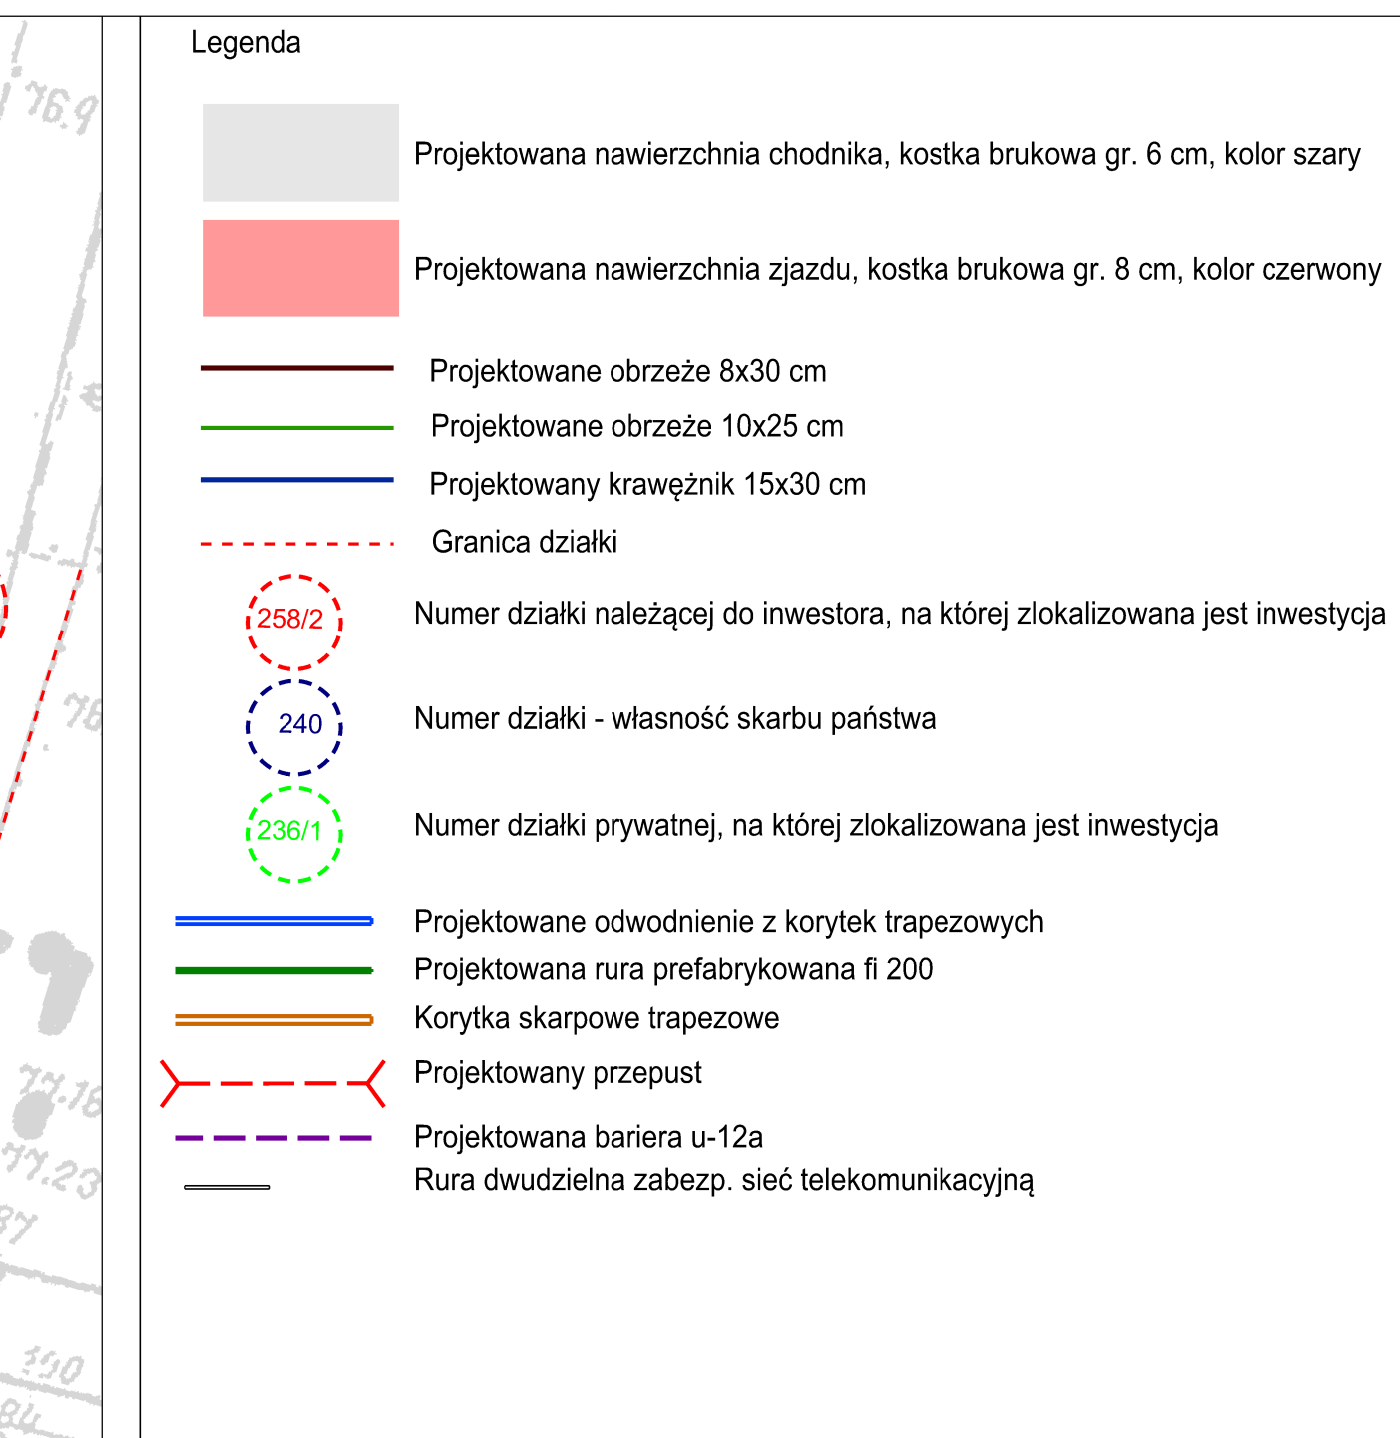 Legenda
76.9
Projektowana nawierzchnia chodnika, kostka brukowa gr. 6 cm, kolor szary
Projektowana nawierzchnia zjazdu, kostka brukowa gr. 8 cm, kolor czerwony
Projektowane obrzeże 8x30 cm
Projektowane obrzeże 10x25 cm
Projektowany krawężnik 15x30 cm
Granica działki
258/2 Numer działki należącej do inwestora, na której zlokalizowana jest inwestycja
240 Numer działki - własność skarbu państwa
236/1 Numer działki prywatnej, na której zlokalizowana jest inwestycja
Projektowane odwodnienie z korytek trapezowych
Projektowana rura prefabrykowana fi 200
Korytka skarpowe trapezowe
Projektowany przepust
77.18
Projektowana bariera u-12a
77.23
Rura dwudzielna zabezp. sieć telekomunikacyjną